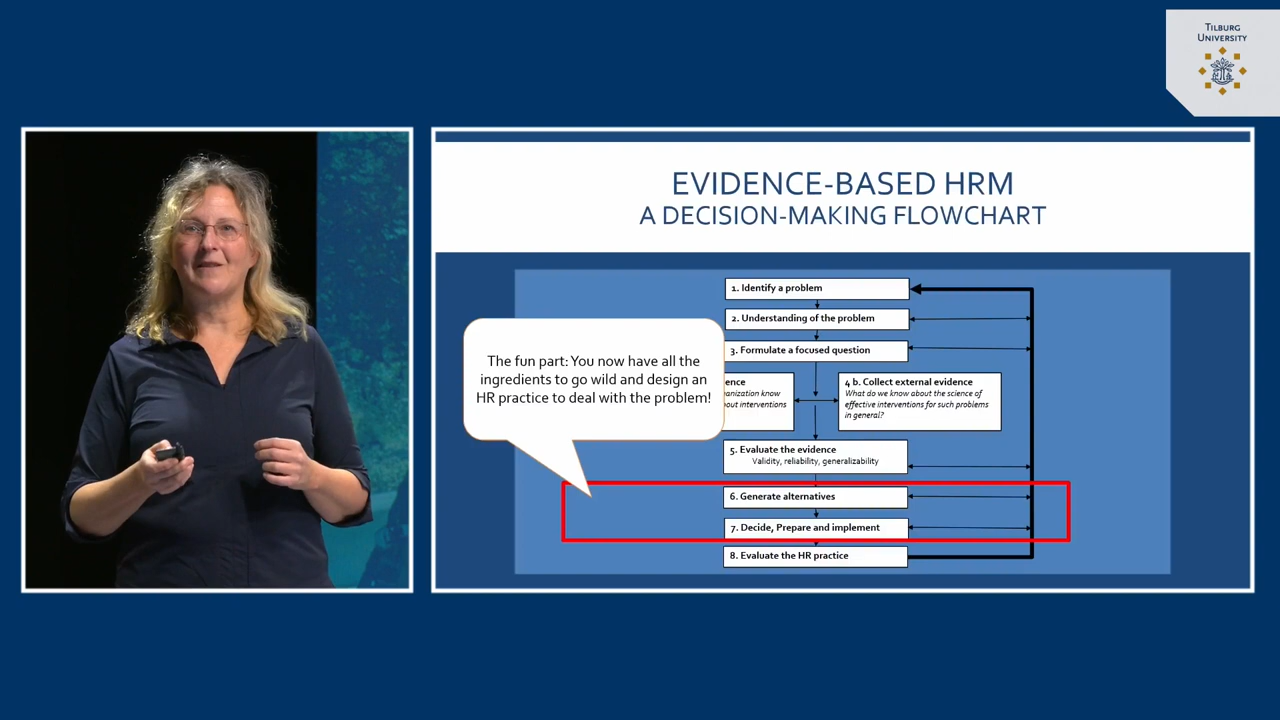 TILBURG
UNIVERSITY
EVIDENCE-BASED HRM
A DECISION-MAKING FLOWCHART
1. Identify a problem
2. Understanding of the problem
3. Formulate a focused question
The fun part: You now have all the
ingredients to go wild and design an
HR practice to deal with the problem!
4 b. Collect external evidence
What do we know about the science of
effective interventions for such problems
in general?
5. Evaluate the evidence
Validity, reliability, generalizability
6. Generate alternatives
7. Decide, Prepare and implement
8. Evaluate the HR practice